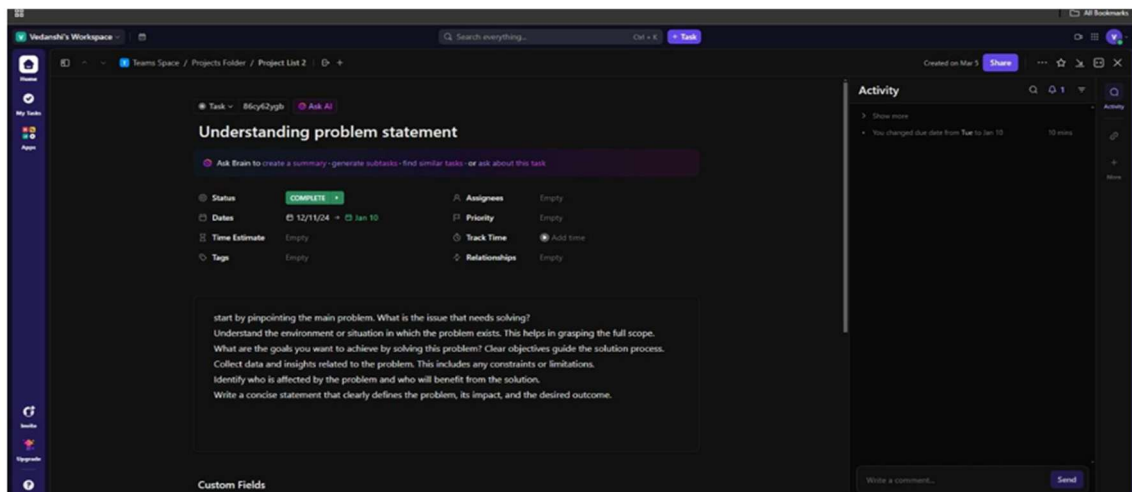 All Bookmarks
V Vedanshi's Workspace
Search everything... Ctrl + K + Task
V
Teams Space / Projects Folder / Project List 2
Created on Mar 5 Share
Home
My Tasks
Apps
Invite
Upgrade
Task 86cy62ygb Ask AI
Understanding problem statement
Ask Brain to create a summary - generate subtasks - find similar tasks - or ask about this task
Status COMPLETE Assignees Empty
Dates 12/11/24 → Jan 10 Priority Empty
Time Estimate Empty Track Time Add time
Tags Empty Relationships Empty
start by pinpointing the main problem. What is the issue that needs solving?
Understand the environment or situation in which the problem exists. This helps in grasping the full scope.
What are the goals you want to achieve by solving this problem? Clear objectives guide the solution process.
Collect data and insights related to the problem. This includes any constraints or limitations.
Identify who is affected by the problem and who will benefit from the solution.
Write a concise statement that clearly defines the problem, its impact, and the desired outcome.
Custom Fields
Activity 1
Show more
You changed due date from Tue to Jan 10 10 mins
Write a comment... Send
Activity
More